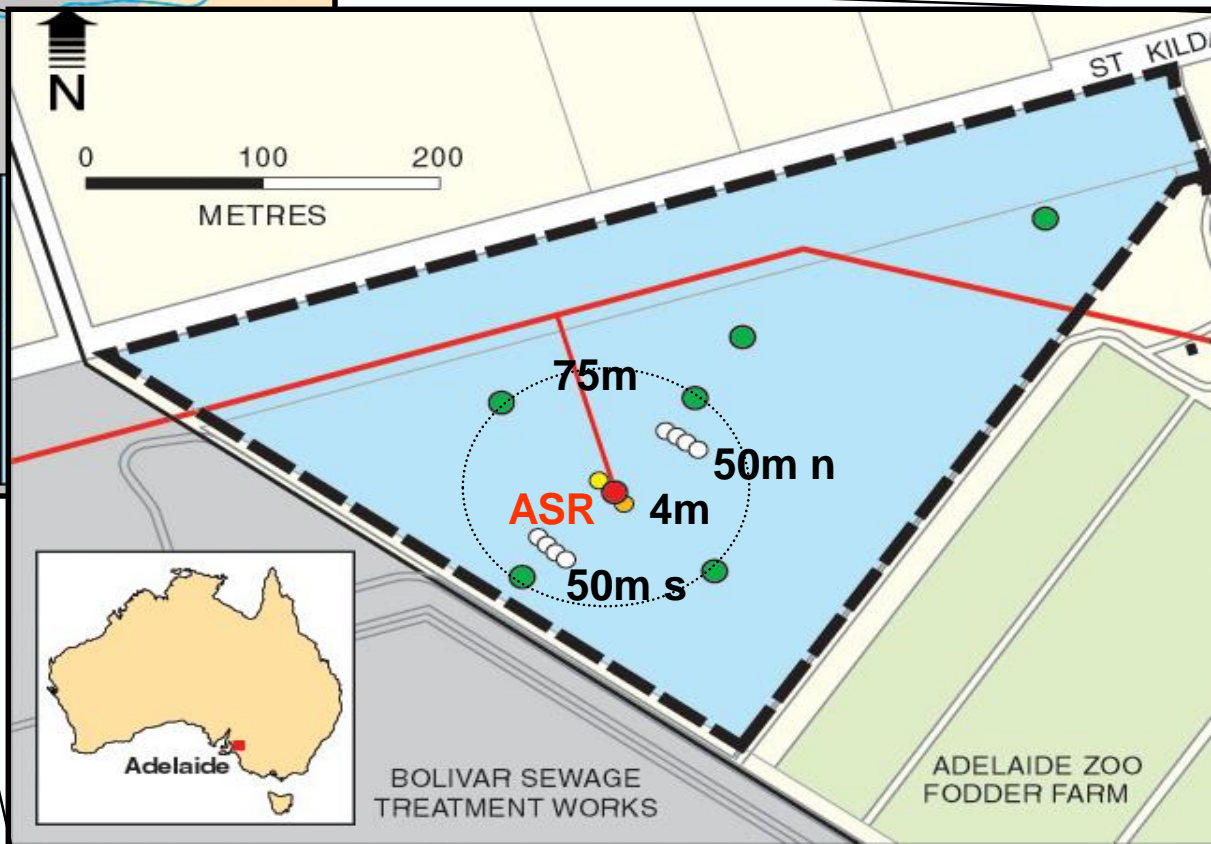 N
0 100 200
METRES
ST KILDA
75m
50m n
ASR 4m
50m s
Adelaide
BOLIVAR SEWAGE
TREATMENT WORKS
ADELAIDE ZOO
FODDER FARM